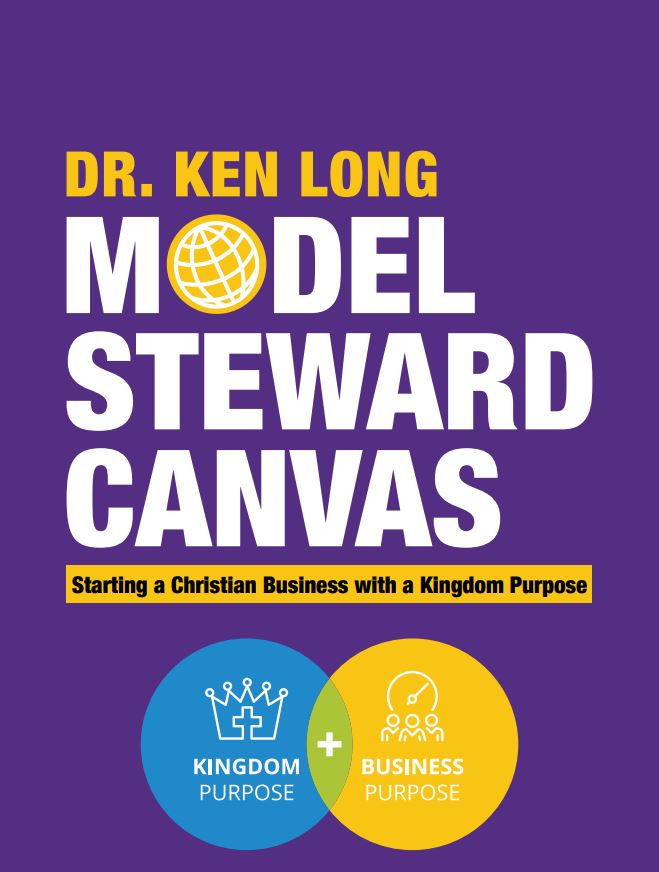 DR. KEN LONG
MODEL
STEWARD
CANVAS
Starting a Christian Business with a Kingdom Purpose
KINGDOM
PURPOSE
+
BUSINESS
PURPOSE